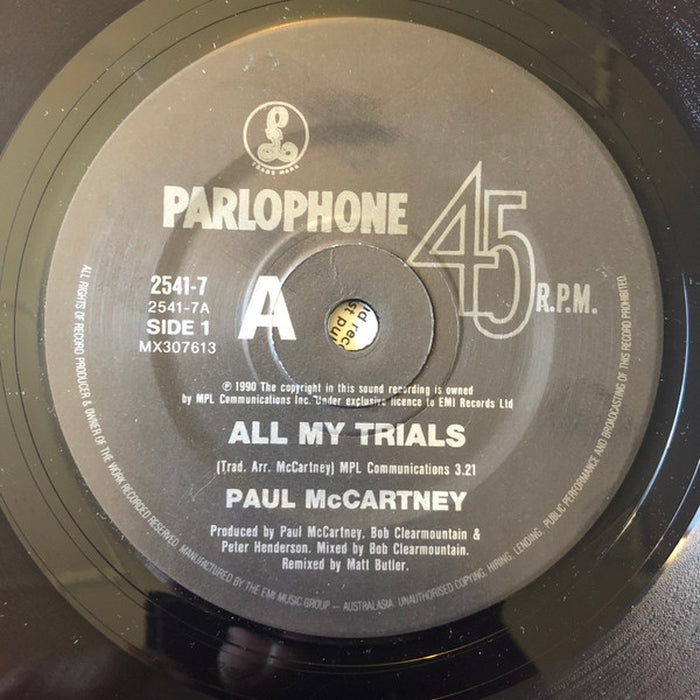 TRADE MARK
PARLOPHONE
45 R.P.M.
2541-7
2541-7A
SIDE 1
MX307613
A
℗ 1990 The copyright in this sound recording is owned
by MPL Communications Inc. Under exclusive licence to EMI Records Ltd
ALL MY TRIALS
(Trad. Arr. McCartney) MPL Communications 3.21
PAUL McCARTNEY
Produced by Paul McCartney, Bob Clearmountain &
Peter Henderson. Mixed by Bob Clearmountain.
Remixed by Matt Butler.
ALL RIGHTS OF RECORD PRODUCER & OWNER OF THE WORK RECORDED RESERVED. MANUFACTURED BY THE EMI MUSIC GROUP – AUSTRALASIA. UNAUTHORISED COPYING, HIRING, LENDING, PUBLIC PERFORMANCE AND BROADCASTING OF THIS RECORD PROHIBITED.